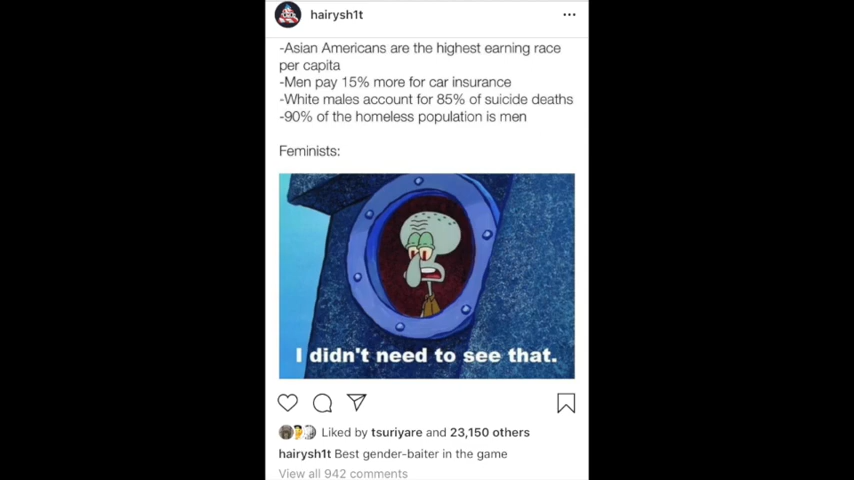 hairysh1t
-Asian Americans are the highest earning race
per capita
-Men pay 15% more for car insurance
-White males account for 85% of suicide deaths
-90% of the homeless population is men
Feminists:
I didn't need to see that.
Liked by tsuriyare and 23,150 others
hairysh1t Best gender-baiter in the game
View all 942 comments